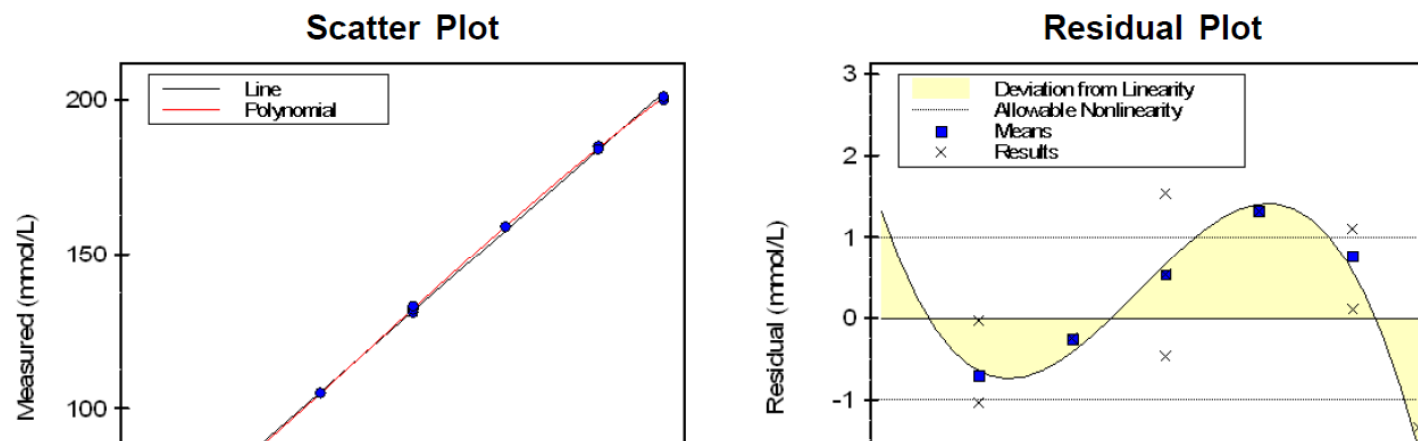 Scatter Plot
Line
Polynomial
200
150
100
Measured (mmol/L)
Residual Plot
Deviation from Linearity
Allowable Nonlinearity
Means
Results
3
2
1
0
-1
Residual (mmol/L)